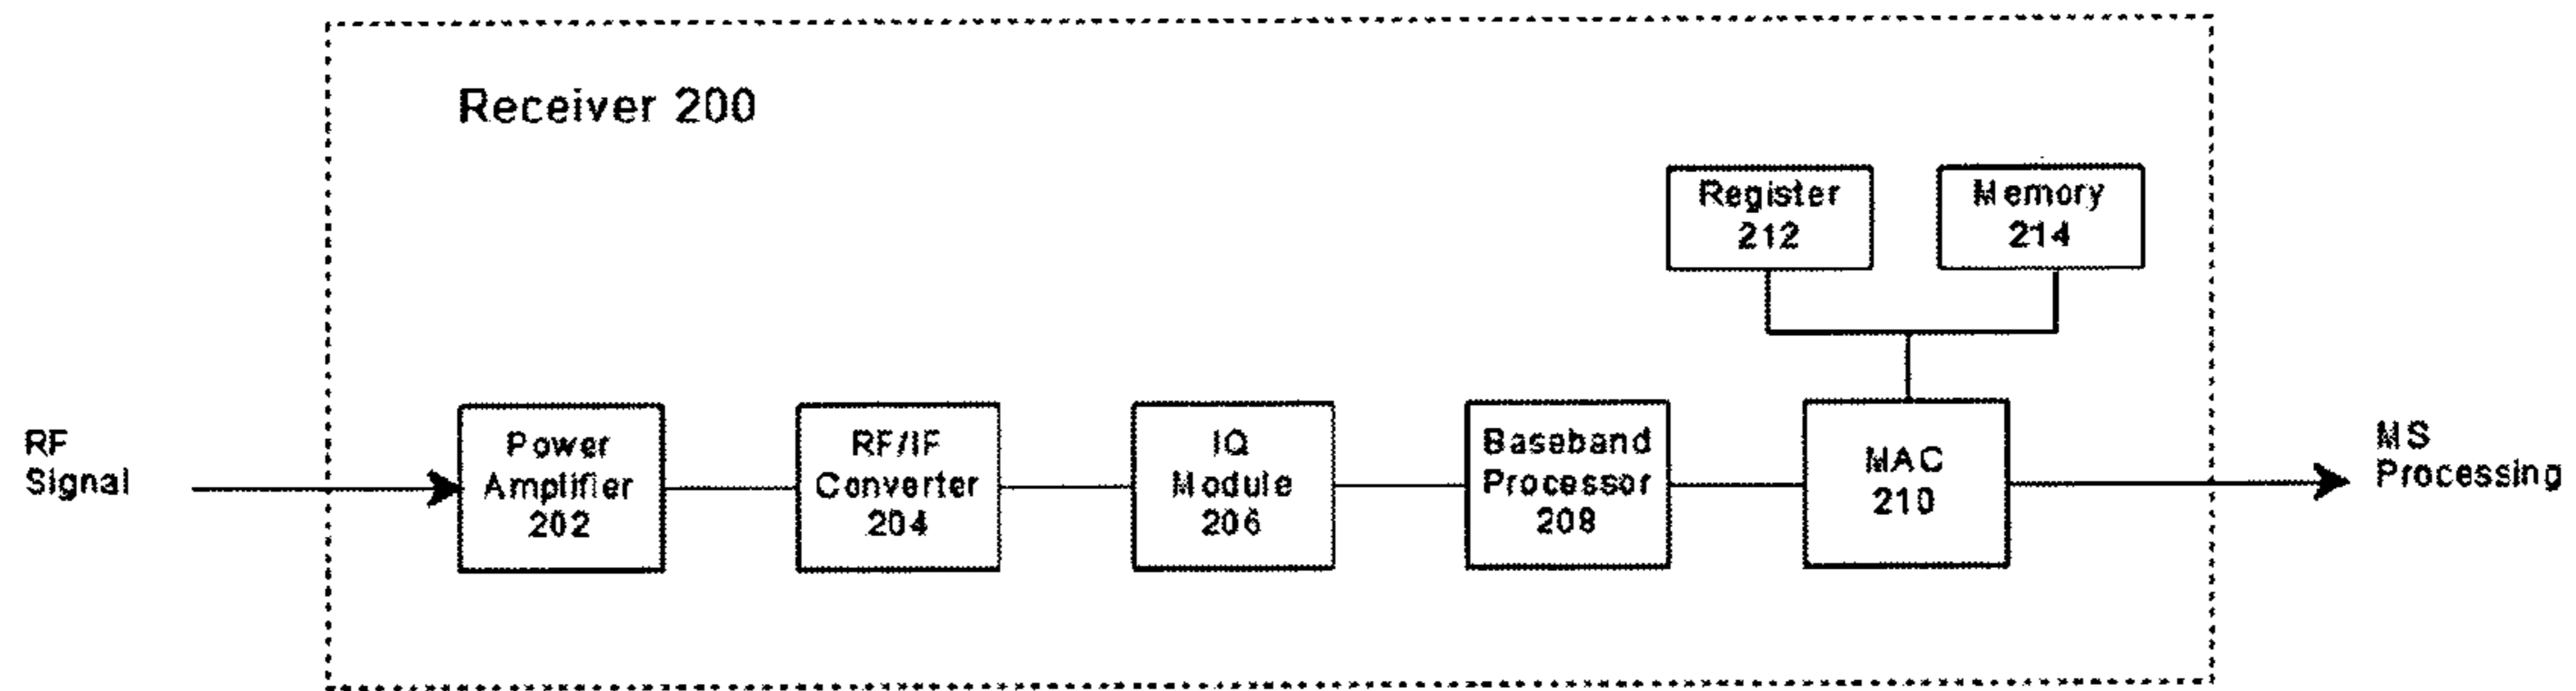 Receiver 200
Register
212
Memory
214
RF
Signal
Power
Amplifier
202
RF/IF
Converter
204
IQ
Module
206
Baseband
Processor
208
MAC
210
MS
Processing